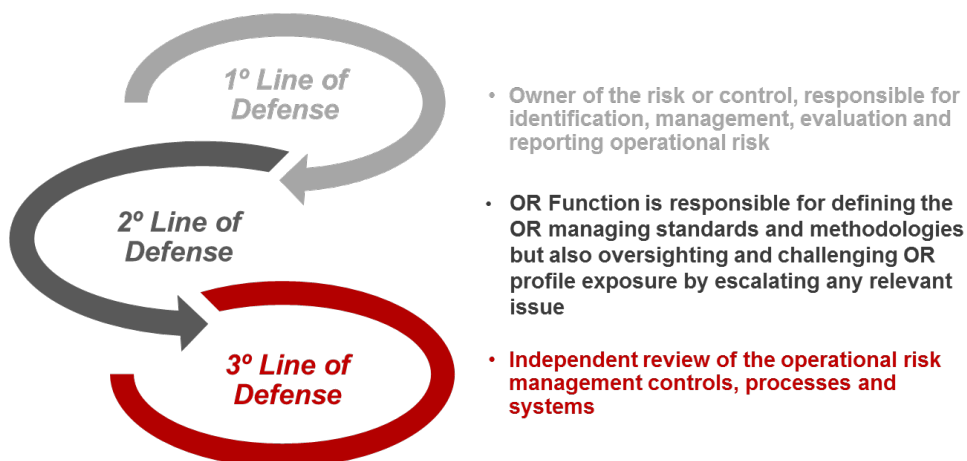 1º Line of
Defense
• Owner of the risk or control, responsible for
identification, management, evaluation and
reporting operational risk
2º Line of
Defense
• OR Function is responsible for defining the
OR managing standards and methodologies
but also oversighting and challenging OR
profile exposure by escalating any relevant
issue
3º Line of
Defense
• Independent review of the operational risk
management controls, processes and
systems